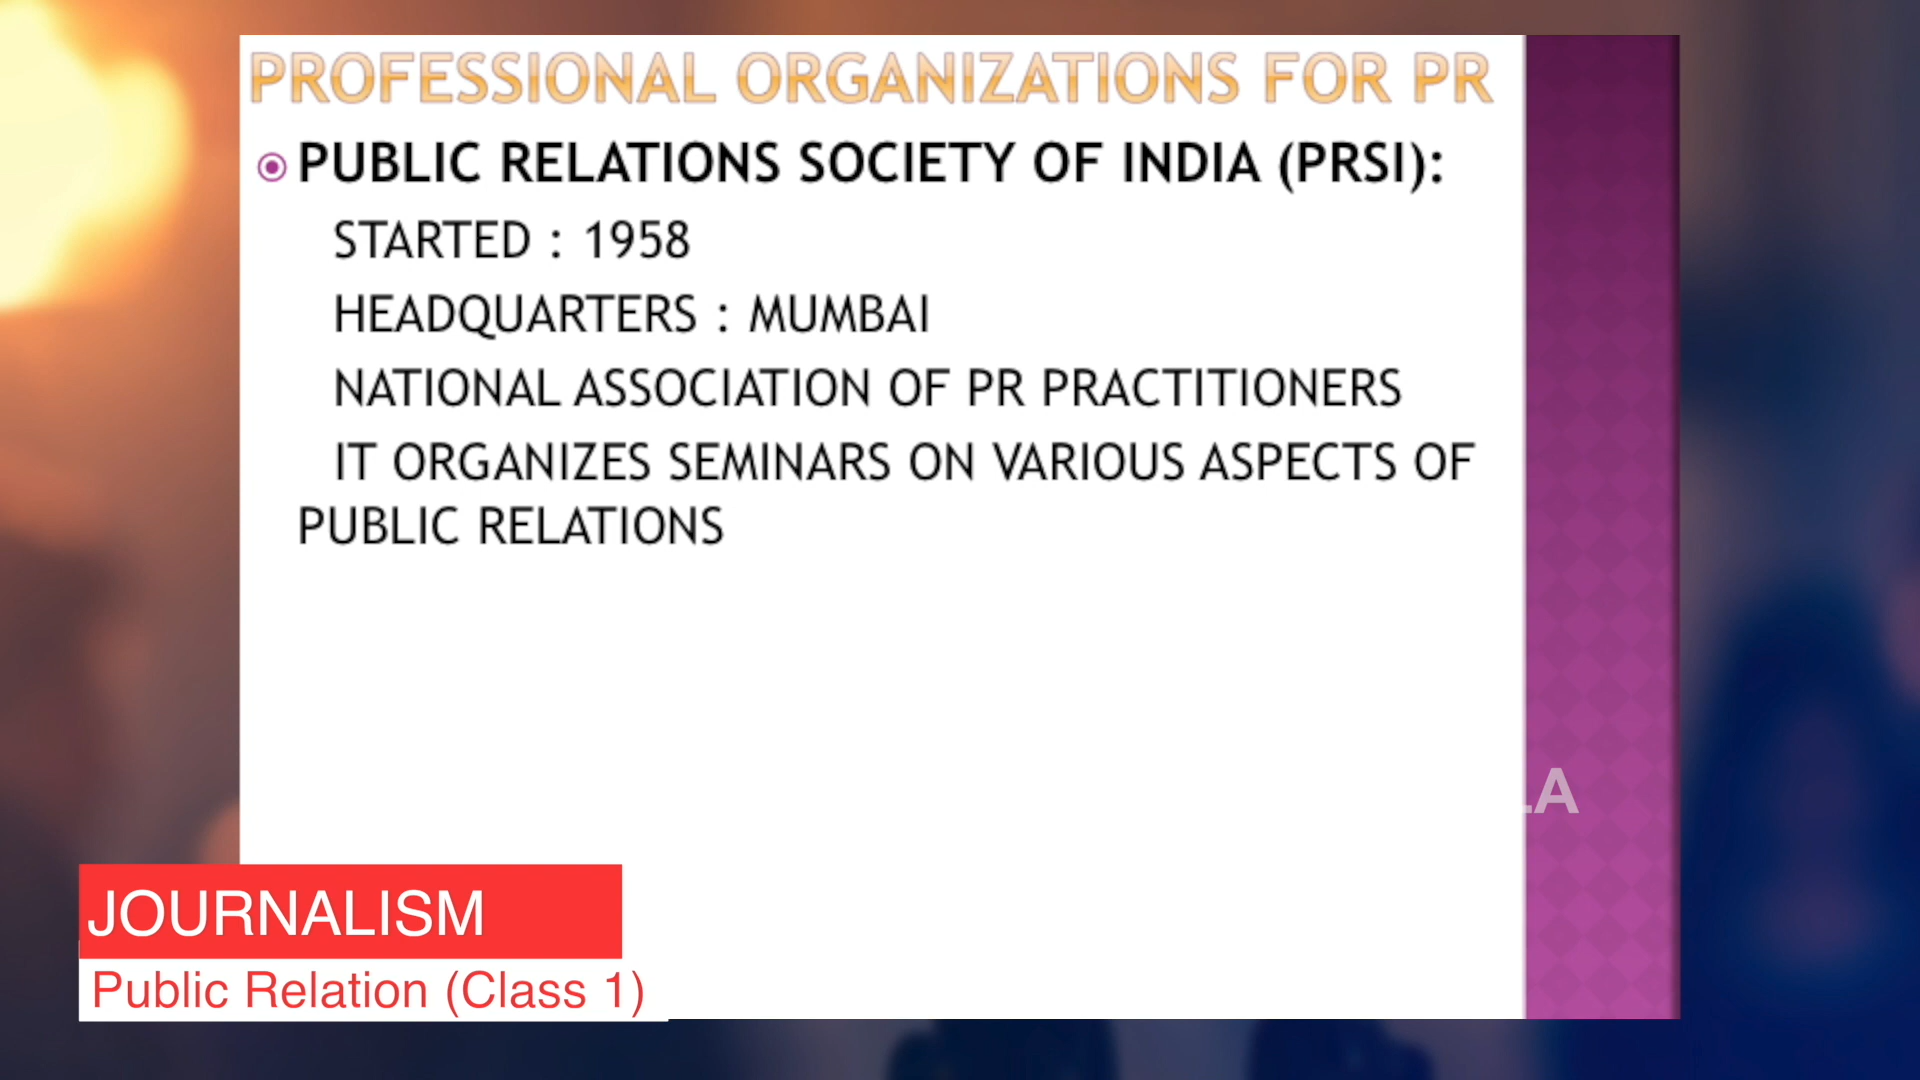 PROFESSIONAL ORGANIZATIONS FOR PR
PUBLIC RELATIONS SOCIETY OF INDIA (PRSI):
STARTED : 1958
HEADQUARTERS : MUMBAI
NATIONAL ASSOCIATION OF PR PRACTITIONERS
IT ORGANIZES SEMINARS ON VARIOUS ASPECTS OF
PUBLIC RELATIONS
JOURNALISM
Public Relation (Class 1)